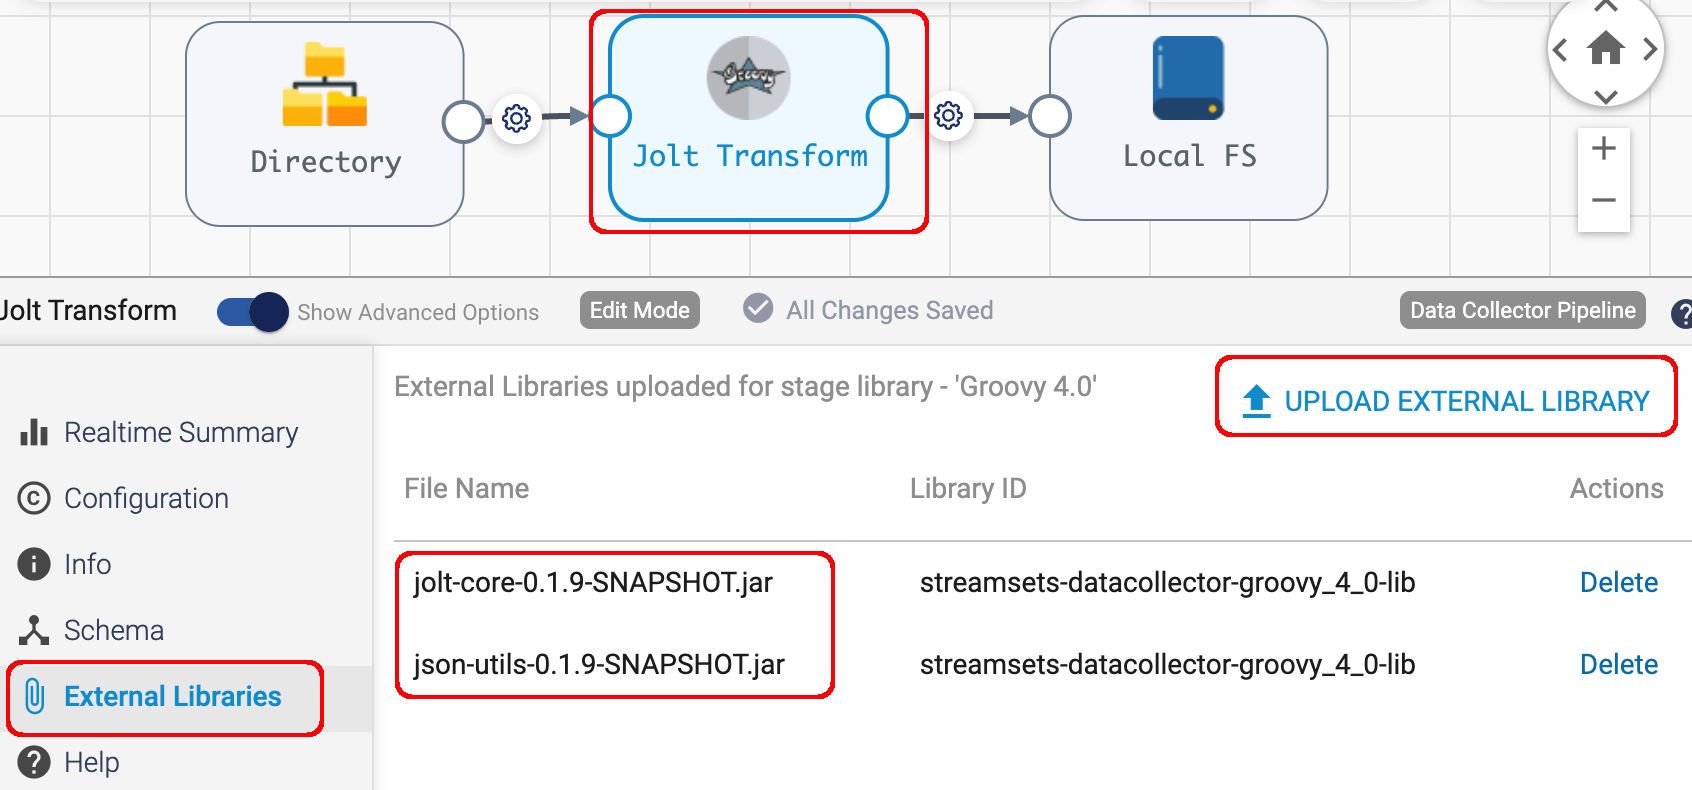 Groovy
Directory
Jolt Transform
Local FS
Jolt Transform
Show Advanced Options
Edit Mode
All Changes Saved
Data Collector Pipeline
?
External Libraries uploaded for stage library - 'Groovy 4.0'
UPLOAD EXTERNAL LIBRARY
Realtime Summary
Configuration
Info
Schema
External Libraries
Help
File Name Library ID Actions
jolt-core-0.1.9-SNAPSHOT.jar streamsets-datacollector-groovy_4_0-lib Delete
json-utils-0.1.9-SNAPSHOT.jar streamsets-datacollector-groovy_4_0-lib Delete